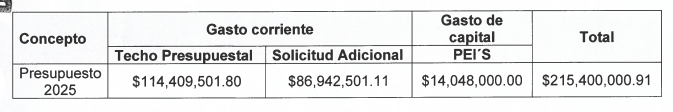 Concepto Gasto corriente Gasto de capital Total
Techo Presupuestal Solicitud Adicional PEI´S
Presupuesto 2025 $114,409,501.80 $86,942,501.11 $14,048,000.00 $215,400,000.91